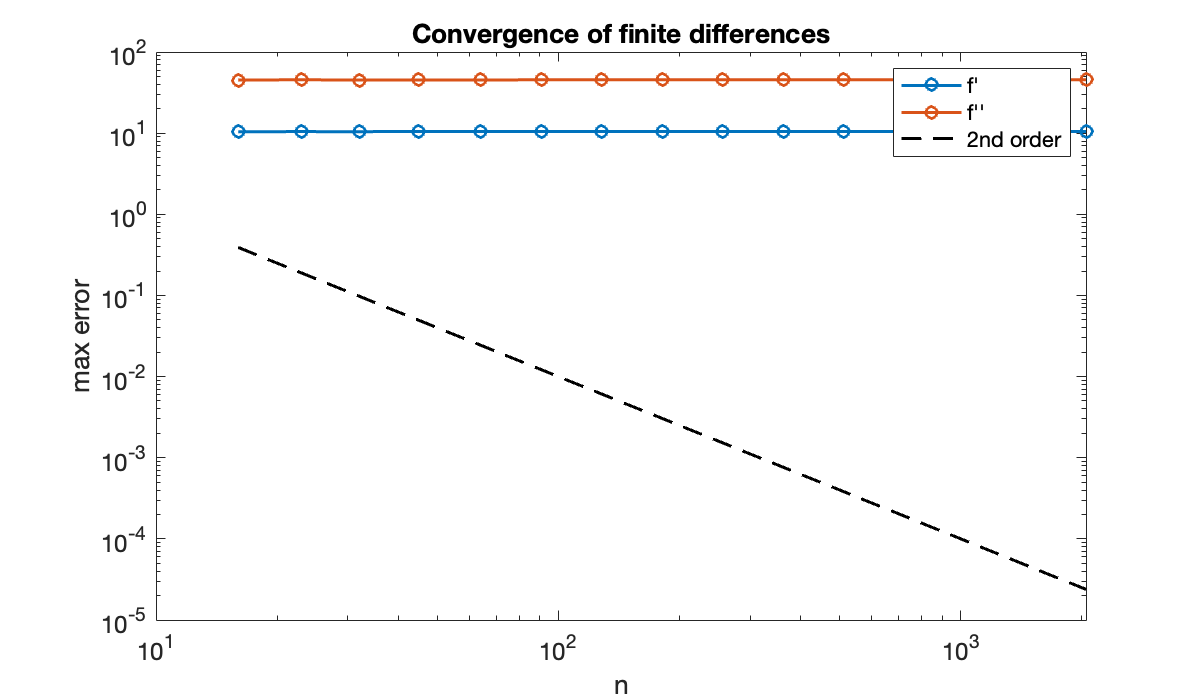 Convergence of finite differences
10^2
10^1
10^0
10^-1
10^-2
10^-3
10^-4
10^-5
max error
f'
f''
2nd order
10^1
10^2
10^3
n